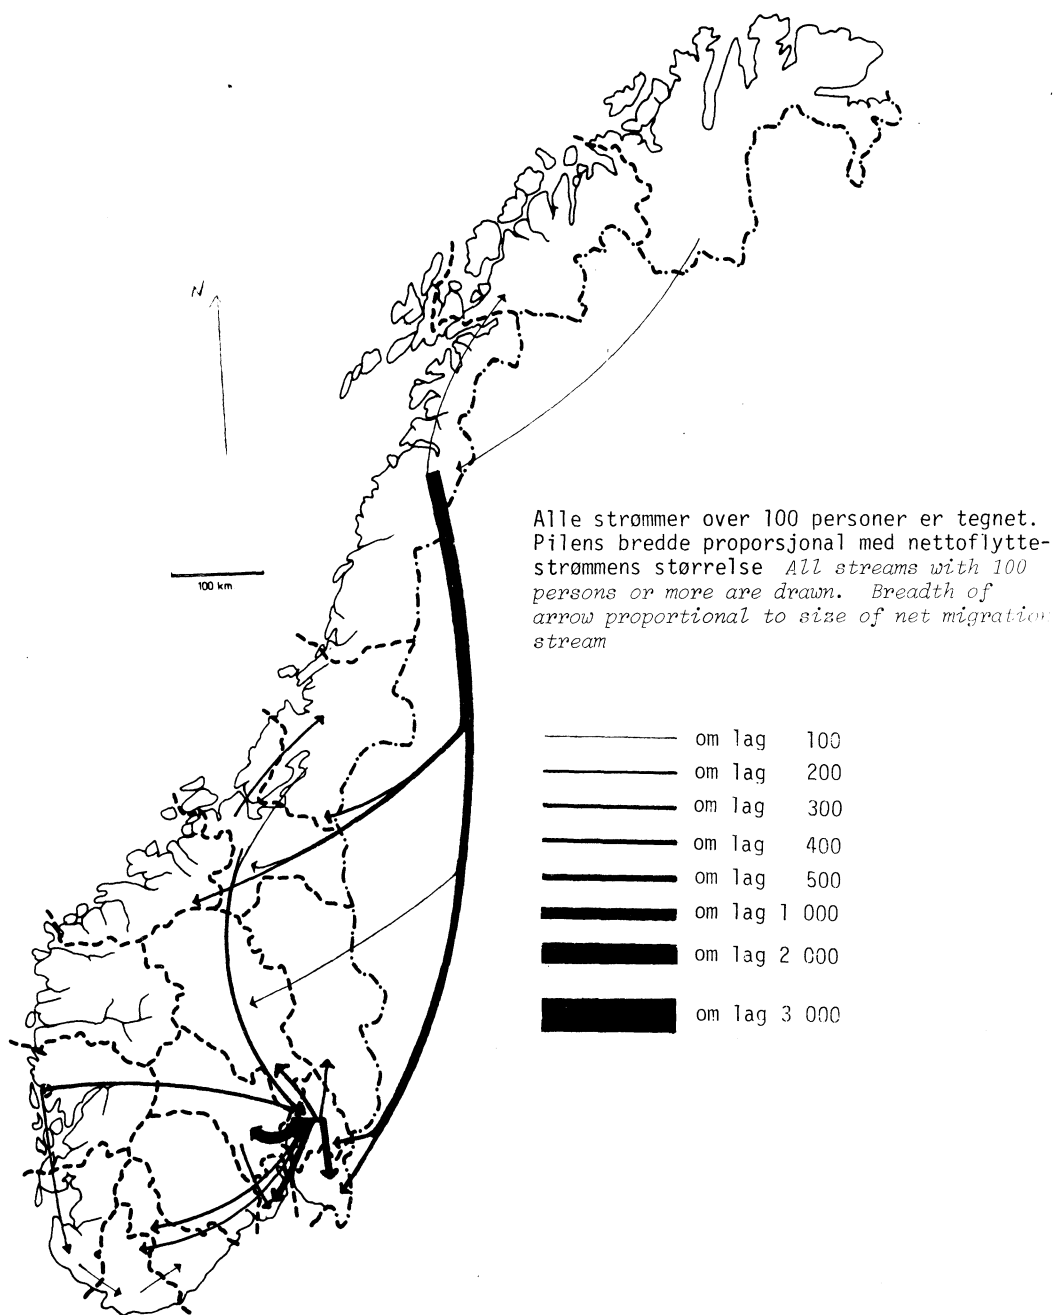 N
100 km
Alle strømmer over 100 personer er tegnet.
Pilens bredde proporsjonal med nettoflytte-
strømmens størrelse All streams with 100
persons or more are drawn. Breadth of
arrow proportional to size of net migration
stream
om lag 100
om lag 200
om lag 300
om lag 400
om lag 500
om lag 1 000
om lag 2 000
om lag 3 000